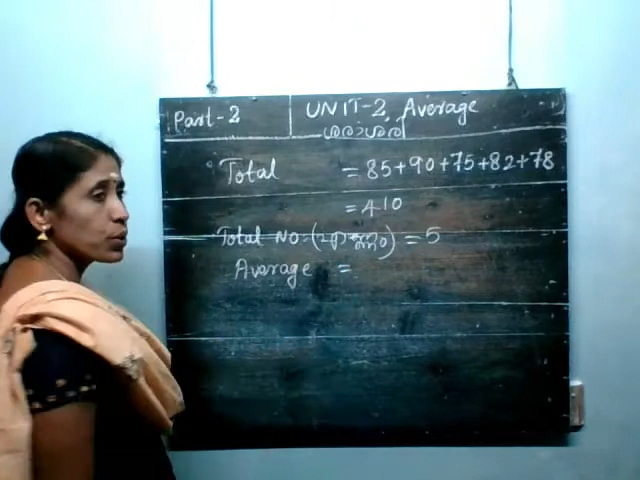 Part-2
UNIT-2, Average
ശരാശരി
Total = 85+90+75+82+78
= 410
Total No.(എണ്ണം) = 5
Average =